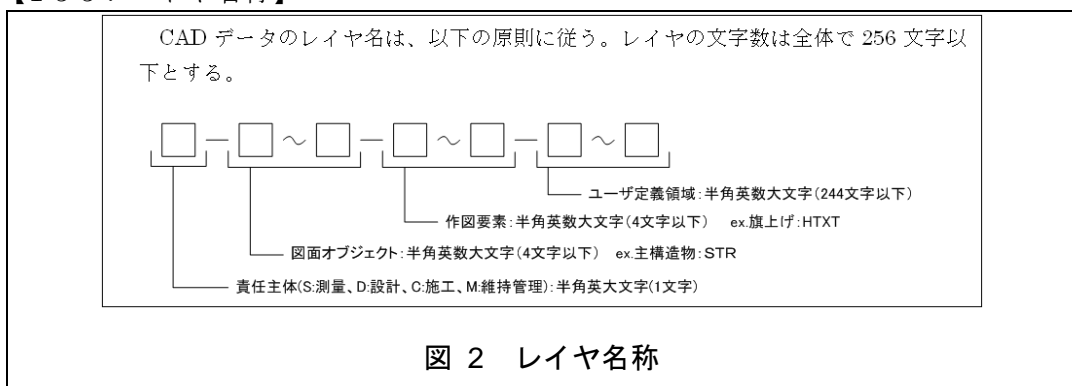 CAD データのレイヤ名は、以下の原則に従う。レイヤの文字数は全体で 256 文字以
下とする。
□－□～□－□～□－□～□
ユーザ定義領域:半角英数大文字(244文字以下)
作図要素:半角英数大文字(4文字以下) ex.旗上げ:HTXT
図面オブジェクト:半角英数大文字(4文字以下) ex.主構造物:STR
責任主体(S:測量、D:設計、C:施工、M:維持管理):半角英大文字(1文字)
図 2 レイヤ名称